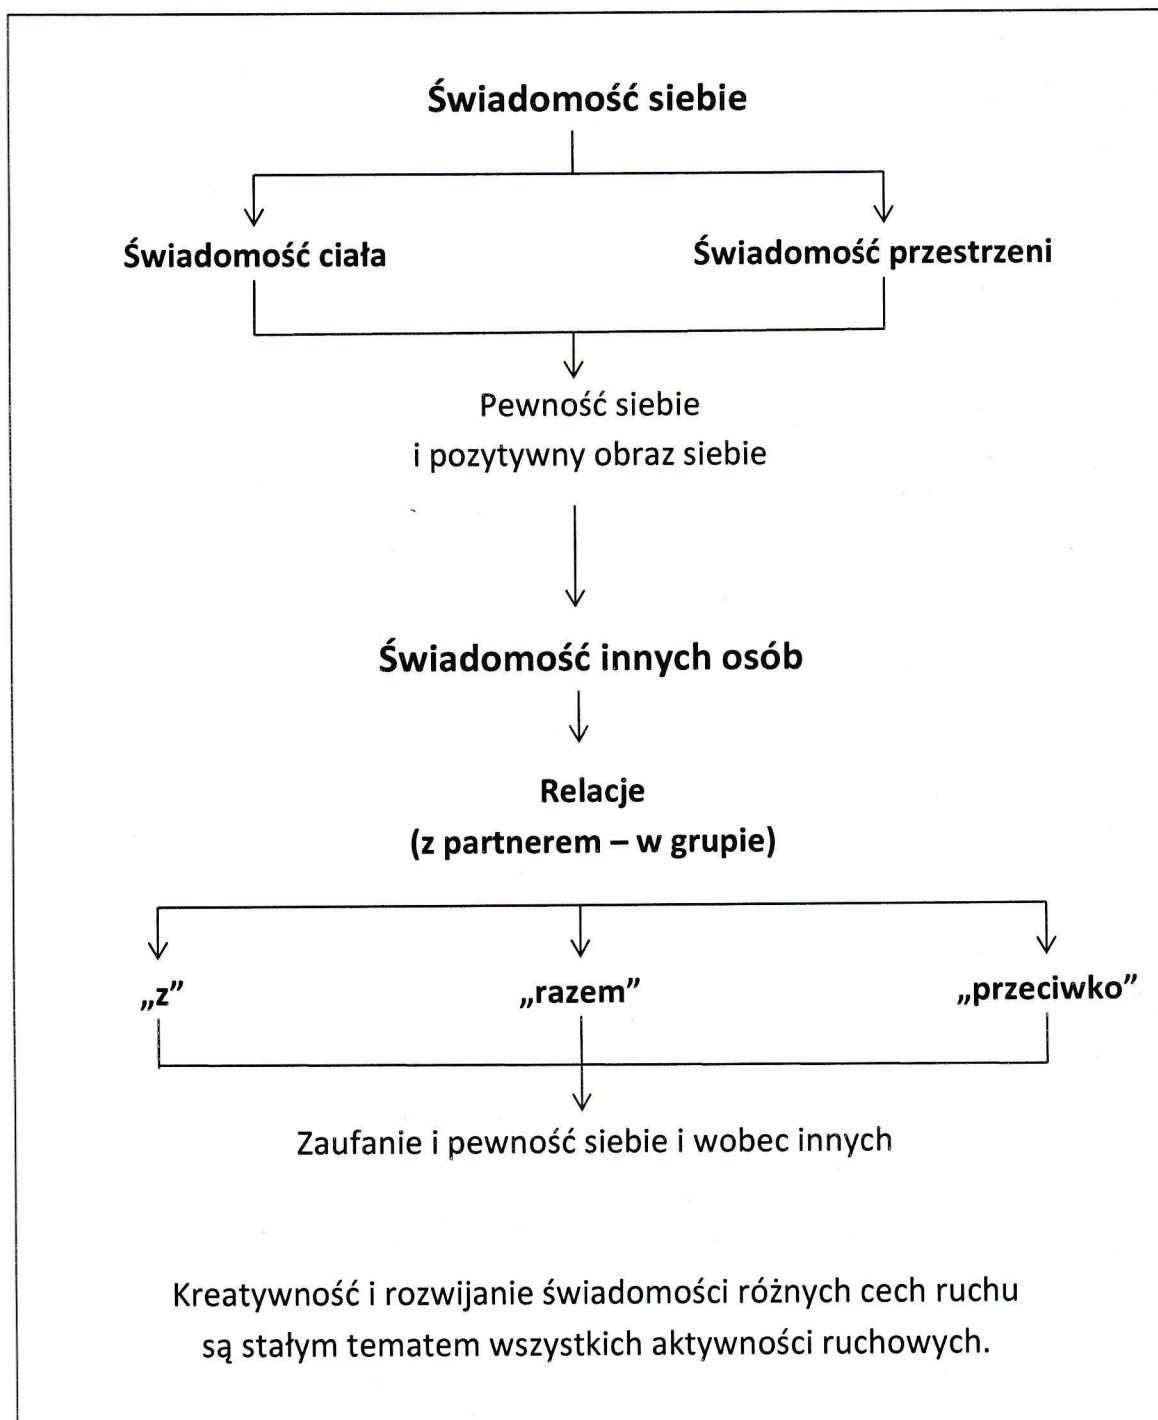 Świadomość siebie
Świadomość ciała
Świadomość przestrzeni
Pewność siebie
i pozytywny obraz siebie
Świadomość innych osób
Relacje
(z partnerem – w grupie)
„z”
„razem”
„przeciwko”
Zaufanie i pewność siebie i wobec innych
Kreatywność i rozwijanie świadomości różnych cech ruchu
są stałym tematem wszystkich aktywności ruchowych.